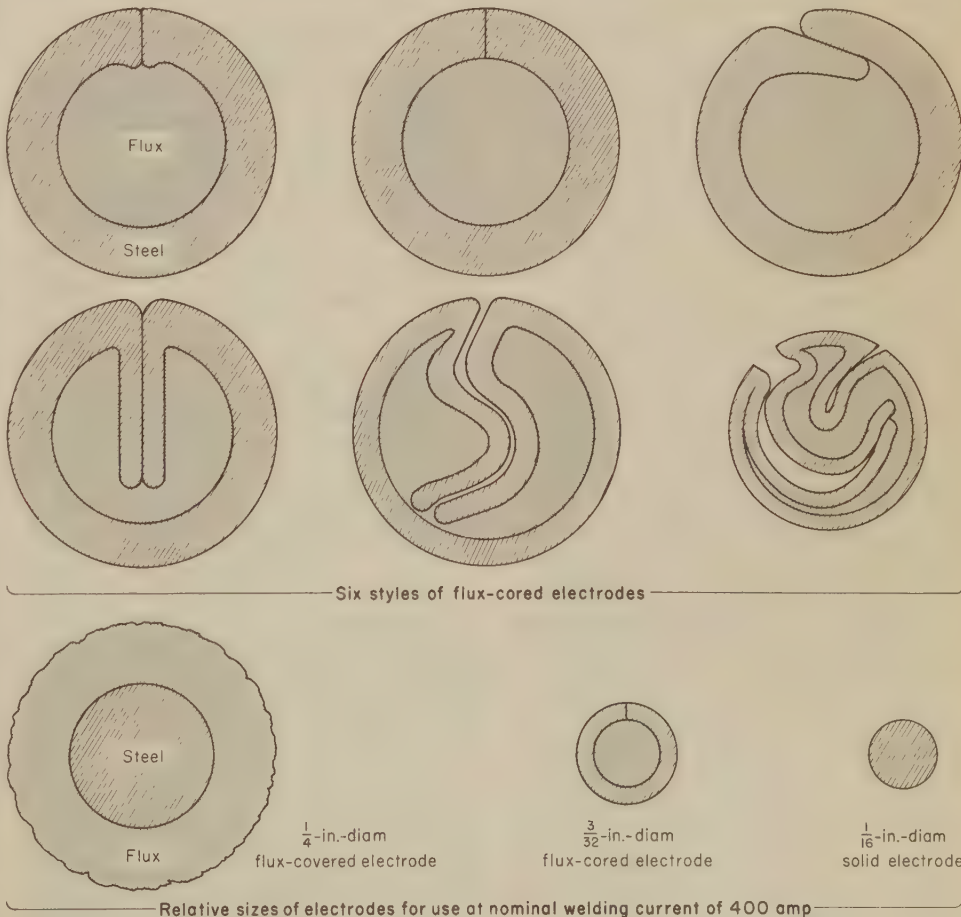 Flux
Steel
Six styles of flux-cored electrodes
Steel
Flux
1/4-in.-diam
flux-covered electrode
3/32-in.-diam
flux-cored electrode
1/16-in.-diam
solid electrode
Relative sizes of electrodes for use at nominal welding current of 400 amp